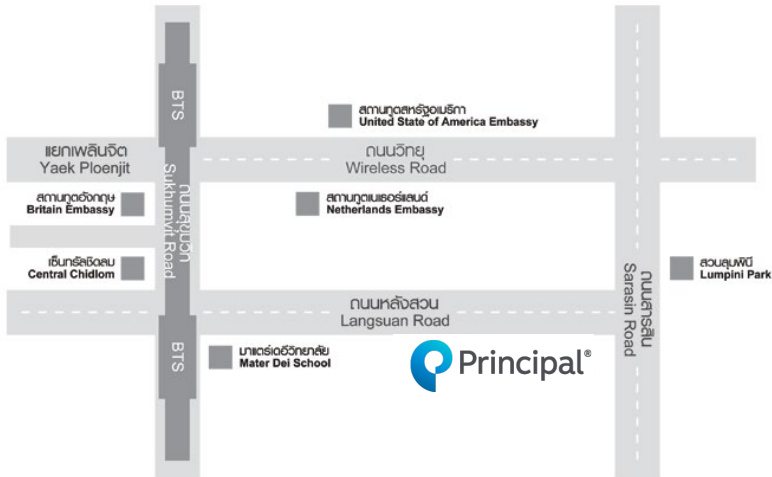 BTS
สถานทูตสหรัฐอเมริกา
United State of America Embassy
แยกเพลินจิต
Yaek Ploenjit
ถนนวิทยุ
Wireless Road
สถานทูตอังกฤษ
Britain Embassy
ถนนสุขุมวิท
Sukhumvit Road
สถานทูตเนเธอร์แลนด์
Netherlands Embassy
เซ็นทรัลชิดลม
Central Chidlom
สวนลุมพินี
Lumpini Park
ถนนสารสิน
Sarasin Road
ถนนหลังสวน
Langsuan Road
BTS
มาแตร์เดอีวิทยาลัย
Mater Dei School
Principal®